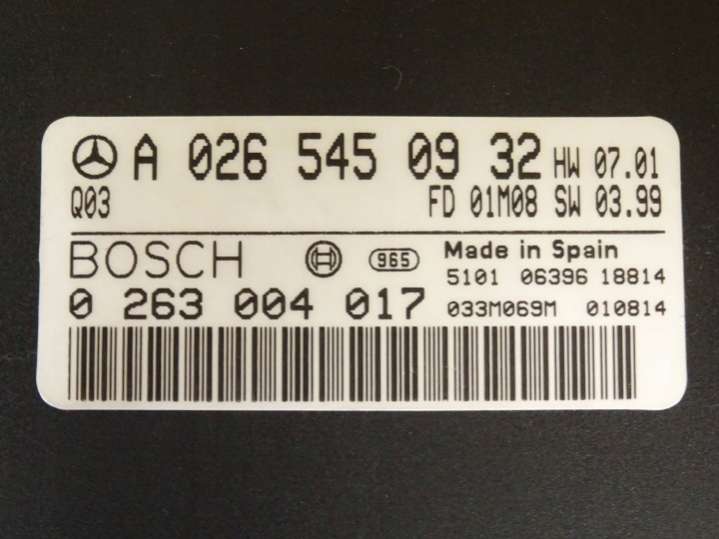 A 026 545 09 32 HW 07.01
Q03 FD 01M08 SW 03.99
BOSCH 965 Made in Spain
5101 06396 18814
0 263 004 017 033M069M 010814